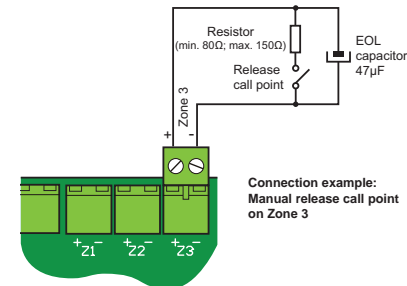 Resistor
(min. 80Ω; max. 150Ω)
EOL
capacitor
47µF
Release
call point
Zone 3
+ -
Connection example:
Manual release call point
on Zone 3
+Z1- +Z2- +Z3-